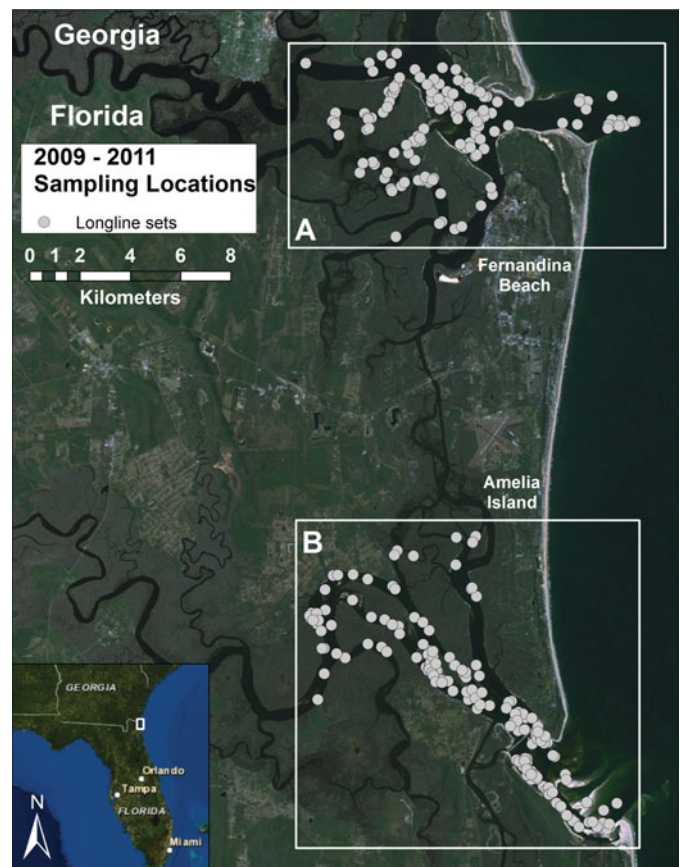 Georgia
Florida
2009 - 2011
Sampling Locations
Longline sets
0 1 2 4 6 8
Kilometers
A
Fernandina
Beach
Amelia
Island
B
GEORGIA
Orlando
Tampa
FLORIDA
Miami
N